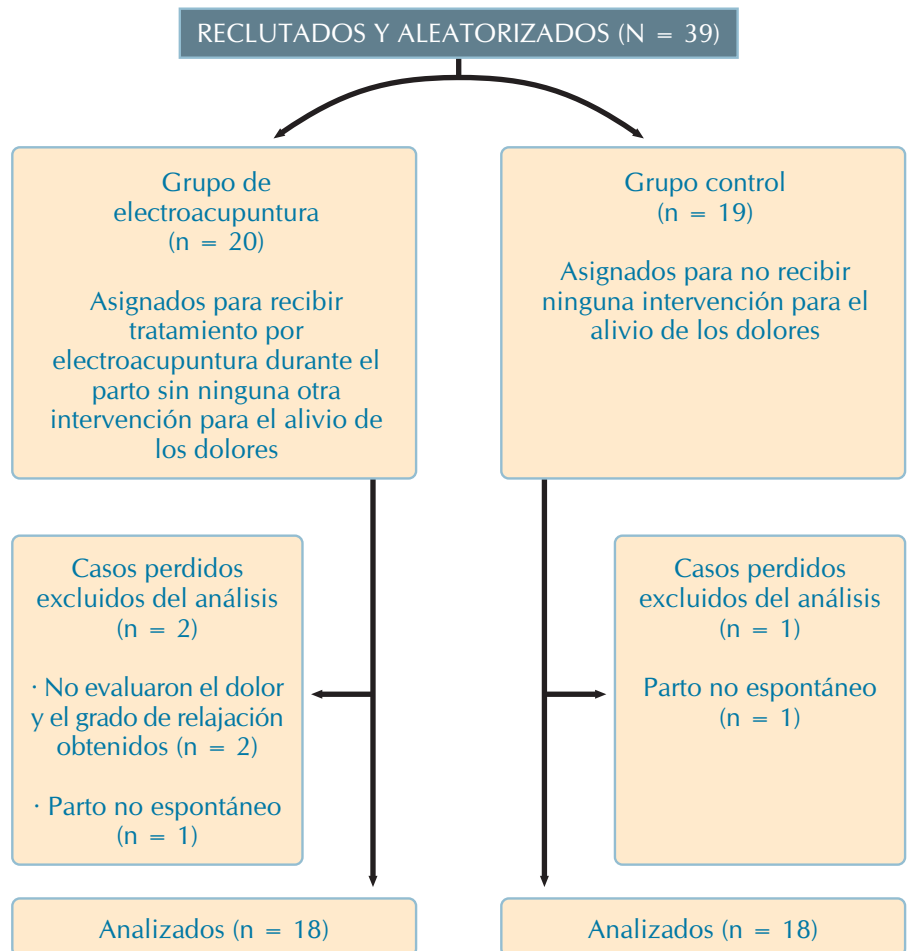 RECLUTADOS Y ALEATORIZADOS (N = 39)
Grupo de
electroacupuntura
(n = 20)
Asignados para recibir
tratamiento por
electroacupuntura durante el
parto sin ninguna otra
intervención para el alivio de
los dolores
Grupo control
(n = 19)
Asignados para no recibir
ninguna intervención para el
alivio de los dolores
Casos perdidos
excluidos del análisis
(n = 2)
· No evaluaron el dolor
y el grado de relajación
obtenidos (n = 2)
· Parto no espontáneo
(n = 1)
Casos perdidos
excluidos del análisis
(n = 1)
Parto no espontáneo
(n = 1)
Analizados (n = 18)
Analizados (n = 18)